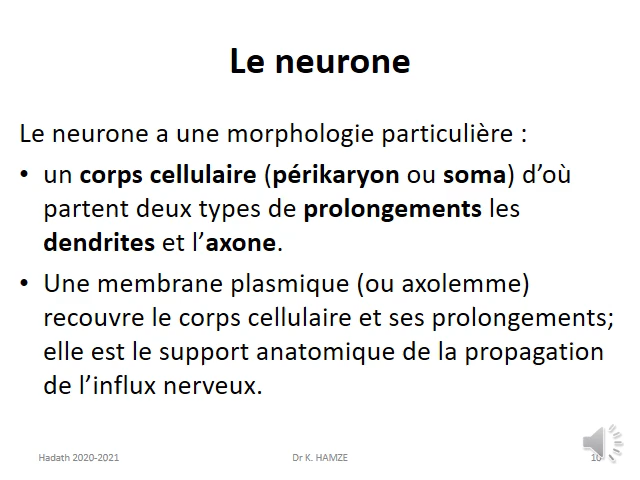 Le neurone
Le neurone a une morphologie particulière :
• un corps cellulaire (périkaryon ou soma) d’où
partent deux types de prolongements les
dendrites et l’axone.
• Une membrane plasmique (ou axolemme)
recouvre le corps cellulaire et ses prolongements;
elle est le support anatomique de la propagation
de l’influx nerveux.
Hadath 2020-2021
Dr K. HAMZE